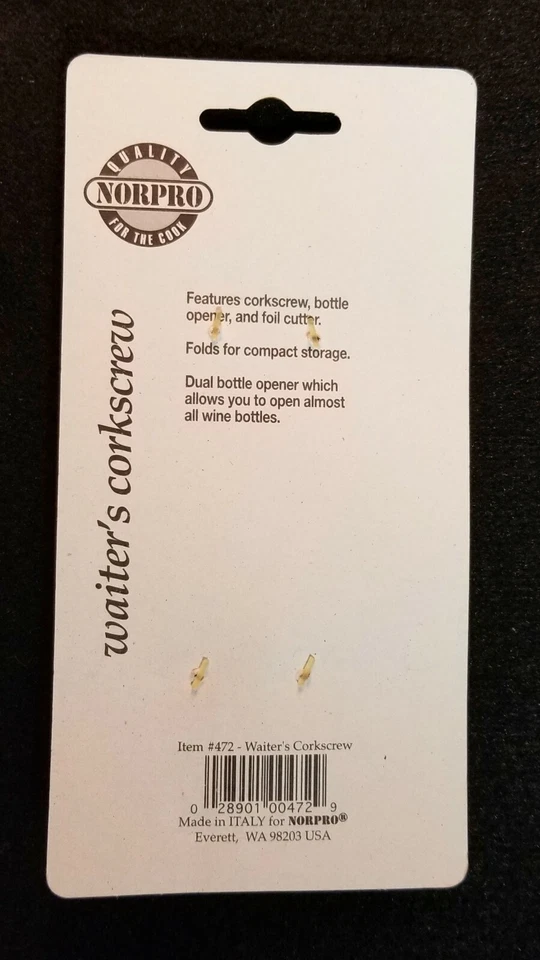 QUALITY
NORPRO
FOR THE COOK
Features corkscrew, bottle
opener, and foil cutter.
Folds for compact storage.
Dual bottle opener which
allows you to open almost
all wine bottles.
waiter's corkscrew
Item #472 - Waiter's Corkscrew
0 28901 00472 9
Made in ITALY for NORPRO®
Everett, WA 98203 USA